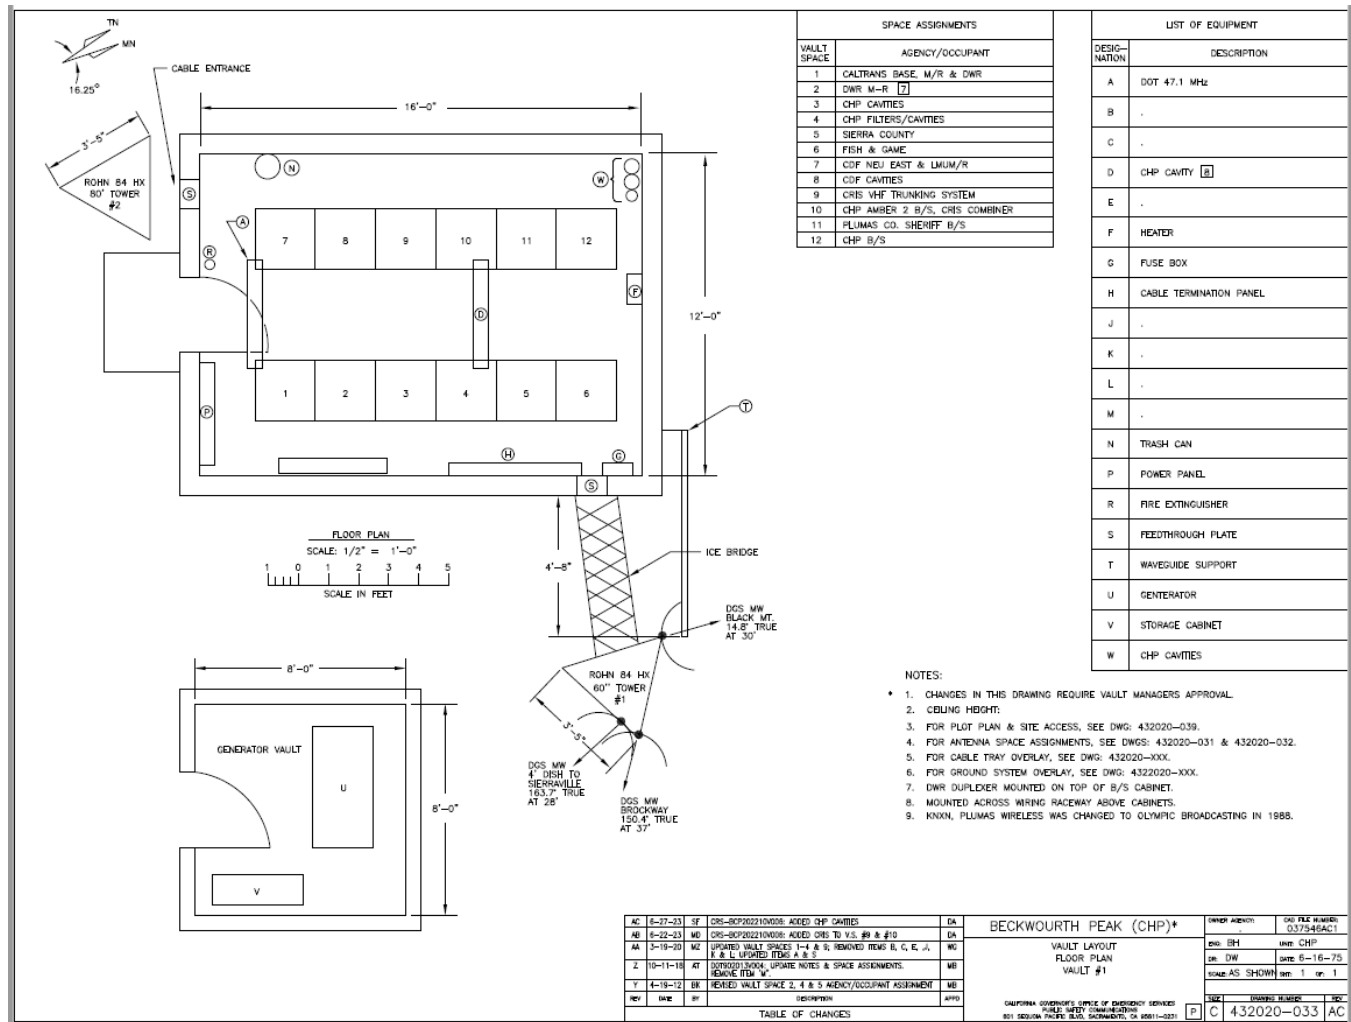 TN
MN
16.25°
CABLE ENTRANCE
16'-0"
3'-5"
ROHN 84 HX
80' TOWER
#2
S
N
W
A
R
7
8
9
10
11
12
F
D
12'-0"
1
2
3
4
5
6
P
T
H
G
S
FLOOR PLAN
SCALE: 1/2" = 1'-0"
1 0 1 2 3 4 5
SCALE IN FEET
4'-8"
ICE BRIDGE
DGS MW
BLACK MT.
14.8° TRUE
AT 30'
ROHN 84 HX
60'' TOWER
#1
3'-5"
DGS MW
4' DISH TO
SIERRAVILLE
163.7° TRUE
AT 28'
DGS MW
BROCKWAY
150.4° TRUE
AT 37'
8'-0"
GENERATOR VAULT
U
8'-0"
V
SPACE ASSIGNMENTS
VAULT SPACE AGENCY/OCCUPANT
1 CALTRANS BASE, M/R & DWR
2 DWR M-R 7
3 CHP CAVITIES
4 CHP FILTERS/CAVITIES
5 SIERRA COUNTY
6 FISH & GAME
7 CDF NEU EAST & LMUM/R
8 CDF CAVITIES
9 CRIS VHF TRUNKING SYSTEM
10 CHP AMBER 2 B/S, CRIS COMBINER
11 PLUMAS CO. SHERIFF B/S
12 CHP B/S
LIST OF EQUIPMENT
DESIG-NATION DESCRIPTION
A DOT 47.1 MHz
B .
C .
D CHP CAVITY 8
E .
F HEATER
G FUSE BOX
H CABLE TERMINATION PANEL
J .
K .
L .
M .
N TRASH CAN
P POWER PANEL
R FIRE EXTINGUISHER
S FEEDTHROUGH PLATE
T WAVEGUIDE SUPPORT
U GENTERATOR
V STORAGE CABINET
W CHP CAVITIES
NOTES:
* 1. CHANGES IN THIS DRAWING REQUIRE VAULT MANAGERS APPROVAL.
2. CEILING HEIGHT:
3. FOR PLOT PLAN & SITE ACCESS, SEE DWG: 432020-039.
4. FOR ANTENNA SPACE ASSIGNMENTS, SEE DWGS: 432020-031 & 432020-032.
5. FOR CABLE TRAY OVERLAY, SEE DWG: 432020-XXX.
6. FOR GROUND SYSTEM OVERLAY, SEE DWG: 4322020-XXX.
7. DWR DUPLEXER MOUNTED ON TOP OF B/S CABINET.
8. MOUNTED ACROSS WIRING RACEWAY ABOVE CABINETS.
9. KNXN, PLUMAS WIRELESS WAS CHANGED TO OLYMPIC BROADCASTING IN 1988.
AC 6-27-23 SF CRS-BCP202210V006: ADDED CHP CAVITIES DA
AB 6-22-23 MD CRS-BCP202210V006: ADDED CRIS TO V.S. #9 & #10 DA
AA 3-19-20 MZ UPDATED VAULT SPACES 1-4 & 9; REMOVED ITEMS B, C, E, J,
K & L; UPDATED ITEMS A & S WG
Z 10-11-18 AT DOT902013V004: UPDATE NOTES & SPACE ASSIGNMENTS.
REMOVE ITEM "M". MB
Y 4-19-12 BK REVISED VAULT SPACE 2, 4 & 5 AGENCY/OCCUPANT ASSIGNMENT MB
REV DATE BY DESCRIPTION APPD
TABLE OF CHANGES
BECKWOURTH PEAK (CHP)*
VAULT LAYOUT
FLOOR PLAN
VAULT #1
CALIFORNIA GOVERNOR'S OFFICE OF EMERGENCY SERVICES
PUBLIC SAFETY COMMUNICATIONS
601 SEQUOIA PACIFIC BLVD, SACRAMENTO, CA 95811-0231
P
OWNER AGENCY: .
CAD FILE NUMBER: 037546AC1
ENG: BH UNIT: CHP
DR: DW DATE: 6-16-75
SCALE: AS SHOWN SHT: 1 OF: 1
SIZE DRAWING NUMBER REV
C 432020-033 AC